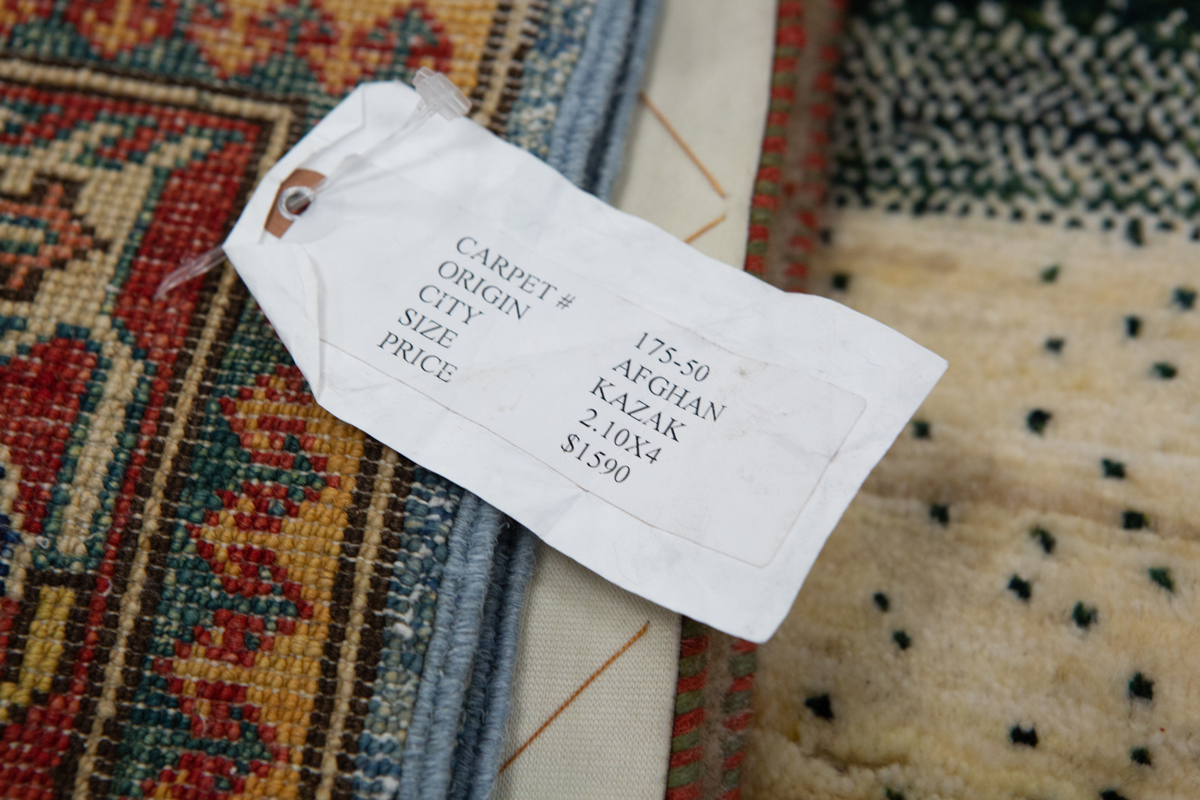 CARPET # 175-50
ORIGIN AFGHAN
CITY KAZAK
SIZE 2.10X4
PRICE $1590